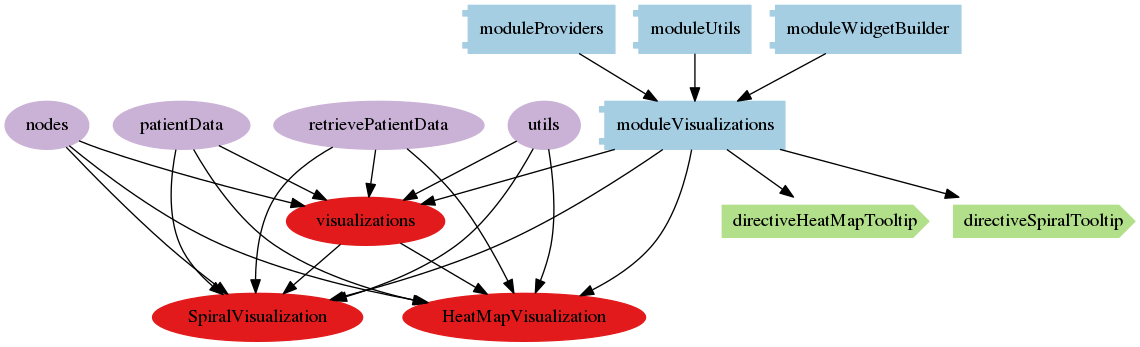 moduleProviders
moduleUtils
moduleWidgetBuilder
nodes
patientData
retrievePatientData
utils
moduleVisualizations
visualizations
directiveHeatMapTooltip
directiveSpiralTooltip
SpiralVisualization
HeatMapVisualization